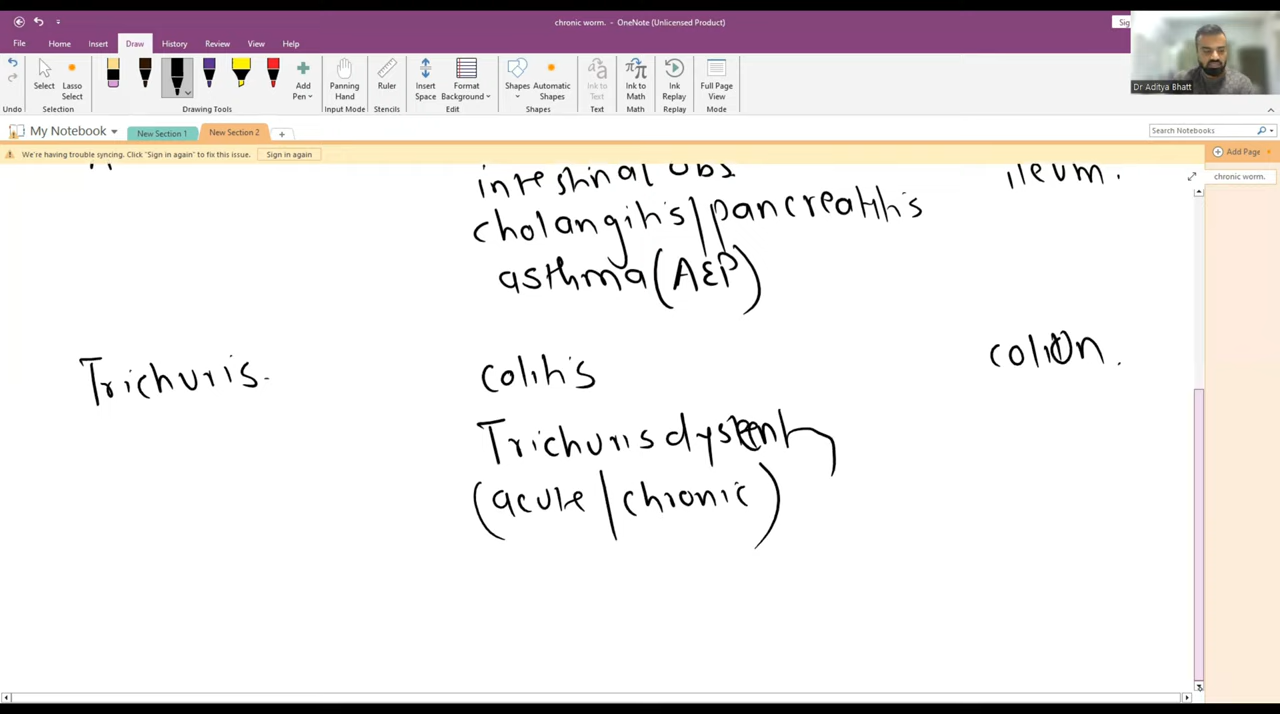 chronic worm. - OneNote (Unlicensed Product)
Sig
File Home Insert Draw History Review View Help
Dr Aditya Bhatt
Undo
Select Lasso Select
Add Pen
Panning Hand
Ruler
Insert Space
Format Background
Shapes Automatic Shapes
Ink to Text
Ink to Math
Ink Replay
Full Page View
Undo Selection Drawing Tools Input Mode Stencils Edit Shapes Text Math Replay
My Notebook New Section 1 New Section 2 Search Notebooks
We're having trouble syncing. Click "Sign in again" to fix this issue. Sign in again
Add Page
chronic worm.
intestinal obs ileum.
cholangitis/pancreatitis
asthma (AEP)
Trichuris. colitis colon.
Trichuris dysentry
(acute/chronic)